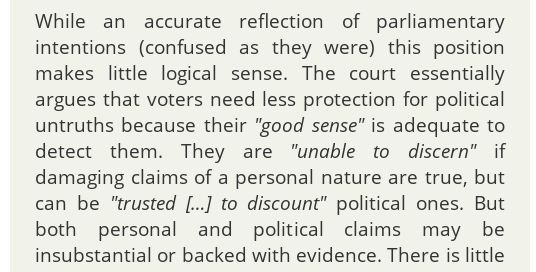 While an accurate reflection of parliamentary
intentions (confused as they were) this position
makes little logical sense. The court essentially
argues that voters need less protection for political
untruths because their "good sense" is adequate to
detect them. They are "unable to discern" if
damaging claims of a personal nature are true, but
can be "trusted [...] to discount" political ones. But
both personal and political claims may be
insubstantial or backed with evidence. There is little